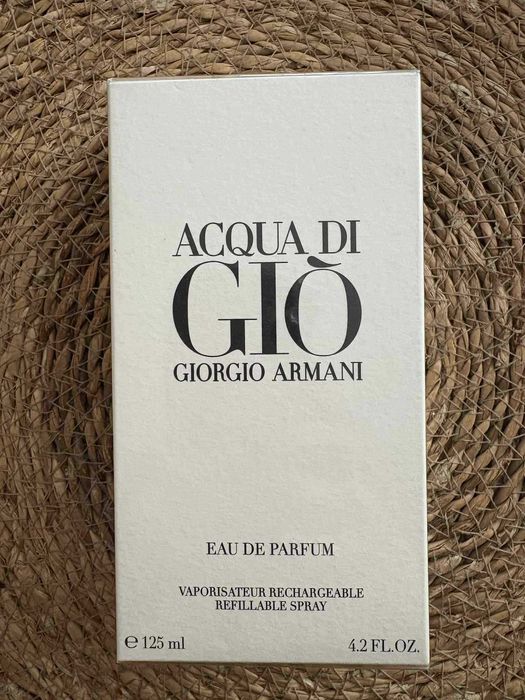 ACQUA DI
GIÒ
GIORGIO ARMANI
EAU DE PARFUM
VAPORISATEUR RECHARGEABLE
REFILLABLE SPRAY
℮ 125 ml 4.2 FL.OZ.